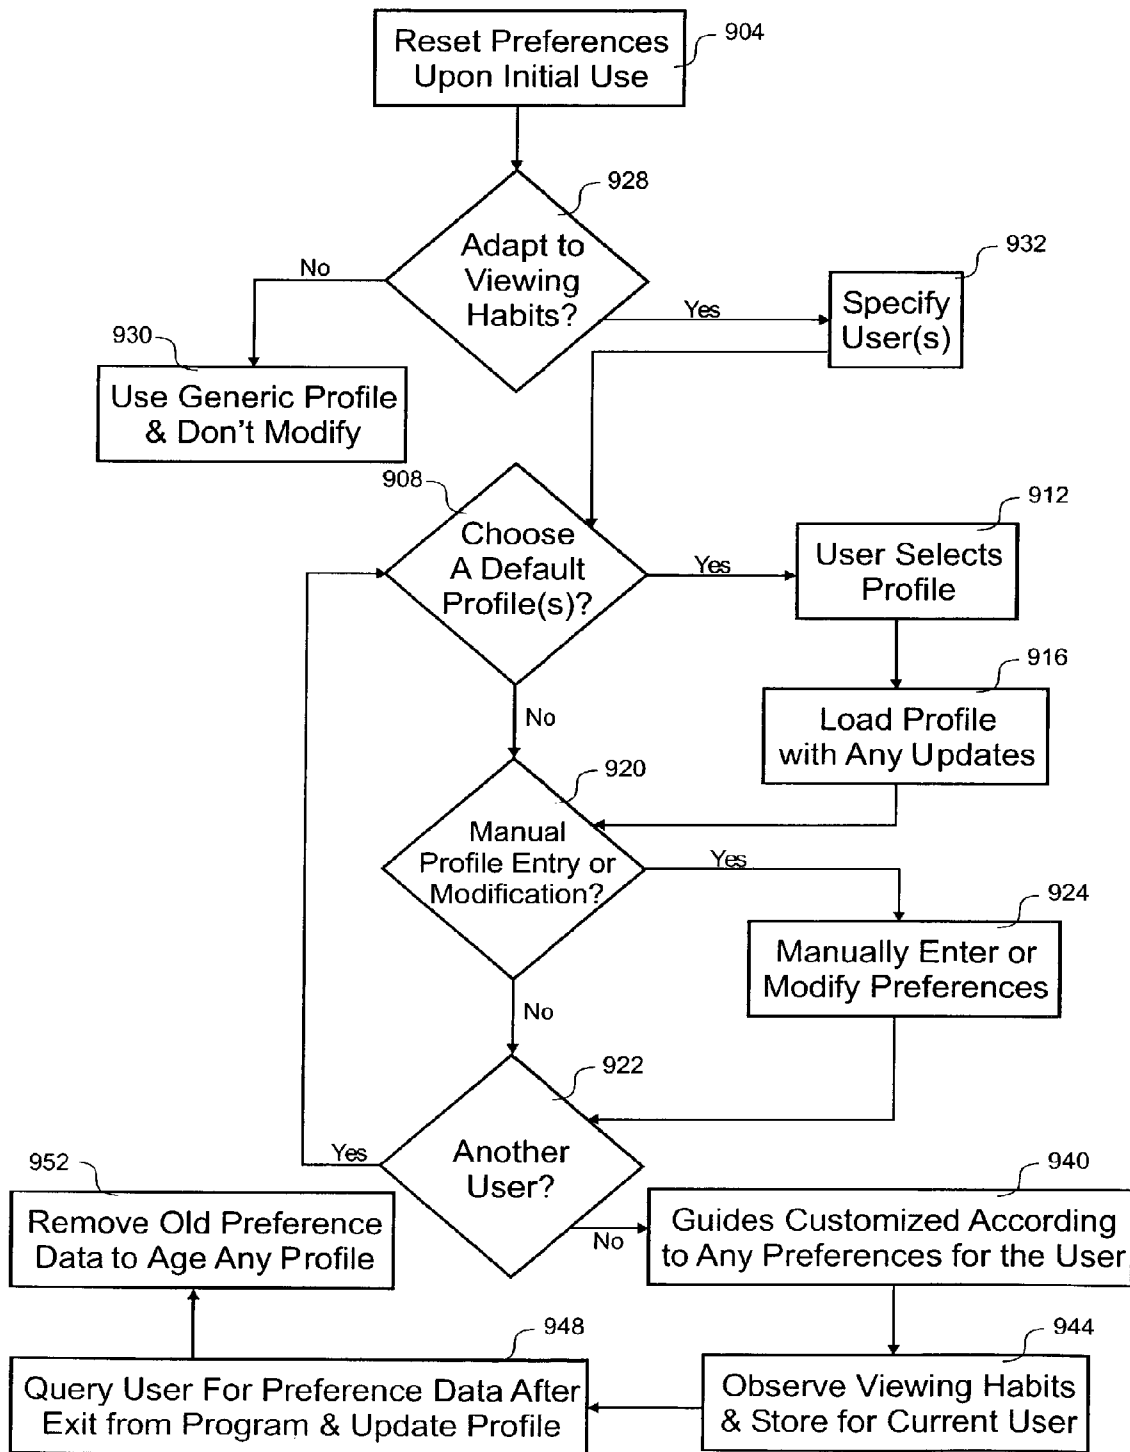 Reset Preferences
Upon Initial Use
904
928
Adapt to
Viewing
Habits?
No
Yes
932
Specify
User(s)
930
Use Generic Profile
& Don't Modify
908
Choose
A Default
Profile(s)?
Yes
912
User Selects
Profile
916
Load Profile
with Any Updates
No
920
Manual
Profile Entry or
Modification?
Yes
924
Manually Enter or
Modify Preferences
No
922
Another
User?
Yes
No
952
Remove Old Preference
Data to Age Any Profile
940
Guides Customized According
to Any Preferences for the User
948
Query User For Preference Data After
Exit from Program & Update Profile
944
Observe Viewing Habits
& Store for Current User